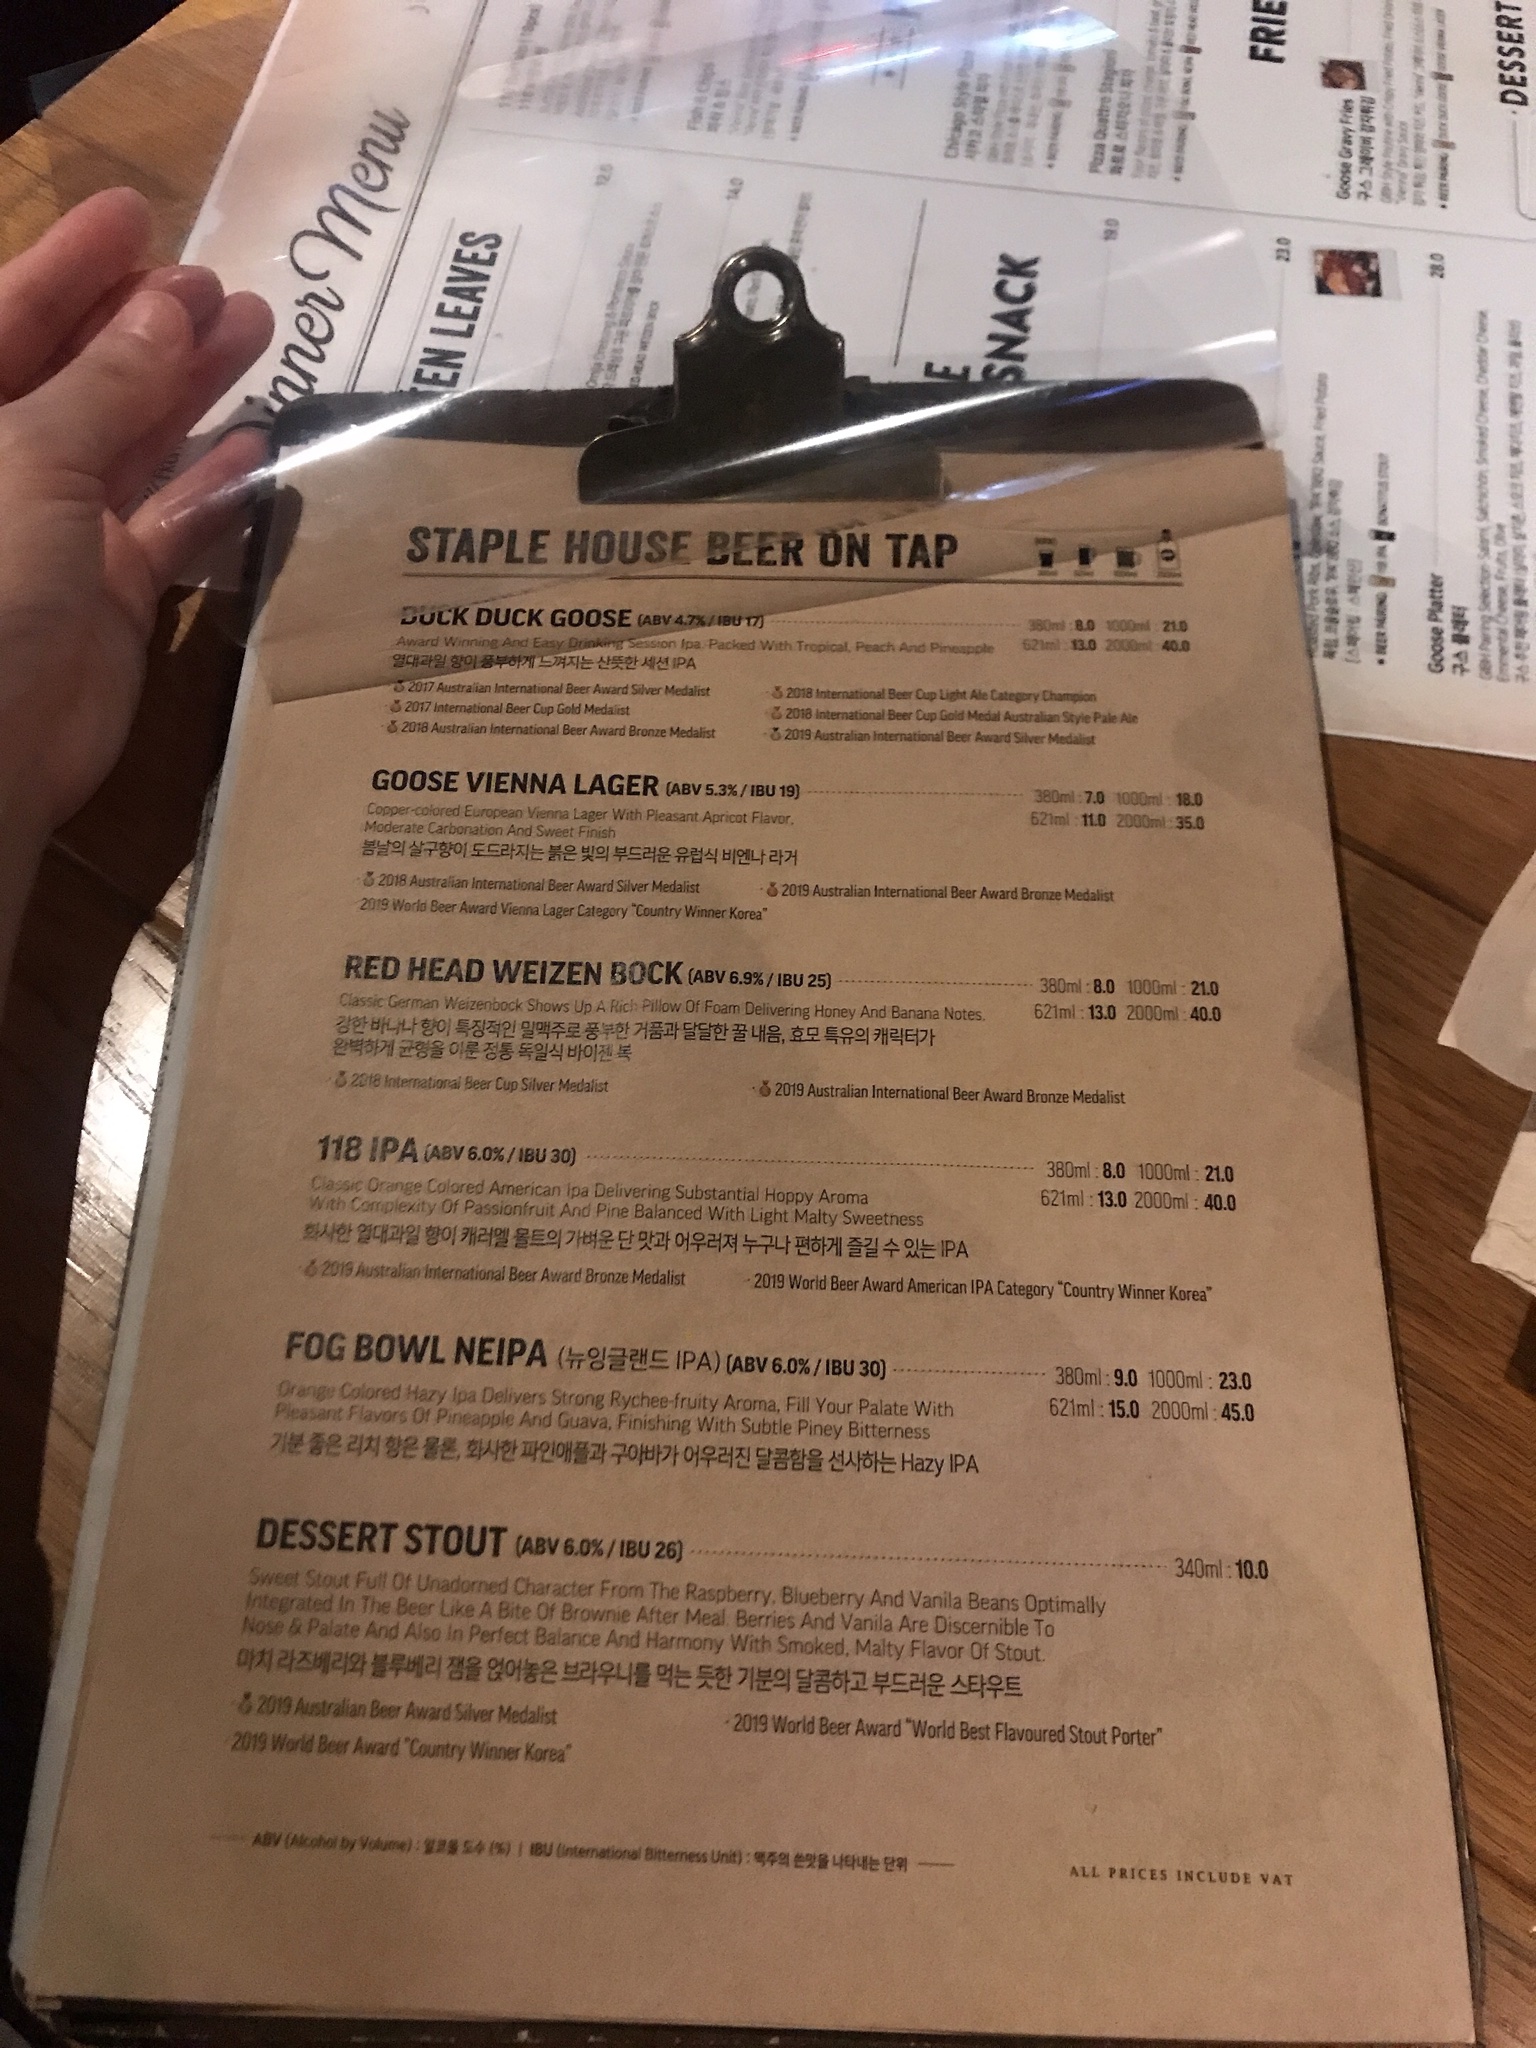 inner Menu
EEN LEAVES
12.0
14.0
SNACK
19.0
Chicago Style Pizza
FRIE
23.0
Goose Gravy Fries
28.0
Goose Platter
구스 플래터
DESSERT
STAPLE HOUSE BEER ON TAP
DUCK DUCK GOOSE (ABV 4.7% / IBU 17) 380ml : 8.0 1000ml : 21.0
Award Winning And Easy Drinking Session Ipa, Packed With Tropical, Peach And Pineapple 621ml : 13.0 2000ml : 40.0
열대과일 향이 풍부하게 느껴지는 산뜻한 세션 IPA
· 2017 Australian International Beer Award Silver Medalist · 2018 International Beer Cup Light Ale Category Champion
· 2017 International Beer Cup Gold Medalist · 2018 International Beer Cup Gold Medal Australian Style Pale Ale
· 2018 Australian International Beer Award Bronze Medalist · 2019 Australian International Beer Award Silver Medalist
GOOSE VIENNA LAGER (ABV 5.3% / IBU 19) 380ml : 7.0 1000ml : 18.0
Copper-colored European Vienna Lager With Pleasant Apricot Flavor, 621ml : 11.0 2000ml : 35.0
Moderate Carbonation And Sweet Finish
봄날의 살구향이 도드라지는 붉은 빛의 부드러운 유럽식 비엔나 라거
· 2018 Australian International Beer Award Silver Medalist · 2019 Australian International Beer Award Bronze Medalist
· 2019 World Beer Award Vienna Lager Category "Country Winner Korea"
RED HEAD WEIZEN BOCK (ABV 6.9% / IBU 25) 380ml : 8.0 1000ml : 21.0
Classic German Weizenbock Shows Up A Rich Pillow Of Foam Delivering Honey And Banana Notes. 621ml : 13.0 2000ml : 40.0
강한 바나나 향이 특징적인 밀맥주로 풍부한 거품과 달달한 꿀 내음, 효모 특유의 캐릭터가
완벽하게 균형을 이룬 정통 독일식 바이젠 복
· 2018 International Beer Cup Silver Medalist · 2019 Australian International Beer Award Bronze Medalist
118 IPA (ABV 6.0% / IBU 30) 380ml : 8.0 1000ml : 21.0
Classic Orange Colored American Ipa Delivering Substantial Hoppy Aroma 621ml : 13.0 2000ml : 40.0
With Complexity Of Passionfruit And Pine Balanced With Light Malty Sweetness
화사한 열대과일 향이 캐러멜 몰트의 가벼운 단 맛과 어우러져 누구나 편하게 즐길 수 있는 IPA
· 2019 Australian International Beer Award Bronze Medalist · 2019 World Beer Award American IPA Category "Country Winner Korea"
FOG BOWL NEIPA (뉴잉글랜드 IPA) (ABV 6.0% / IBU 30) 380ml : 9.0 1000ml : 23.0
Orange Colored Hazy Ipa Delivers Strong Rychee-fruity Aroma, Fill Your Palate With 621ml : 15.0 2000ml : 45.0
Pleasant Flavors Of Pineapple And Guava, Finishing With Subtle Piney Bitterness
기분 좋은 리치 향은 물론, 화사한 파인애플과 구아바가 어우러진 달콤함을 선사하는 Hazy IPA
DESSERT STOUT (ABV 6.0% / IBU 26) 340ml : 10.0
Sweet Stout Full Of Unadorned Character From The Raspberry, Blueberry And Vanila Beans Optimally
Integrated In The Beer Like A Bite Of Brownie After Meal. Berries And Vanila Are Discernible To
Nose & Palate And Also In Perfect Balance And Harmony With Smoked, Malty Flavor Of Stout.
마치 라즈베리와 블루베리 잼을 얹어놓은 브라우니를 먹는 듯한 기분의 달콤하고 부드러운 스타우트
· 2019 Australian Beer Award Silver Medalist · 2019 World Beer Award "World Best Flavoured Stout Porter"
2019 World Beer Award "Country Winner Korea"
ABV (Alcohol by Volume) : 알코올 도수 (%) | IBU (International Bitterness Unit) : 맥주의 쓴맛을 나타내는 단위
ALL PRICES INCLUDE VAT